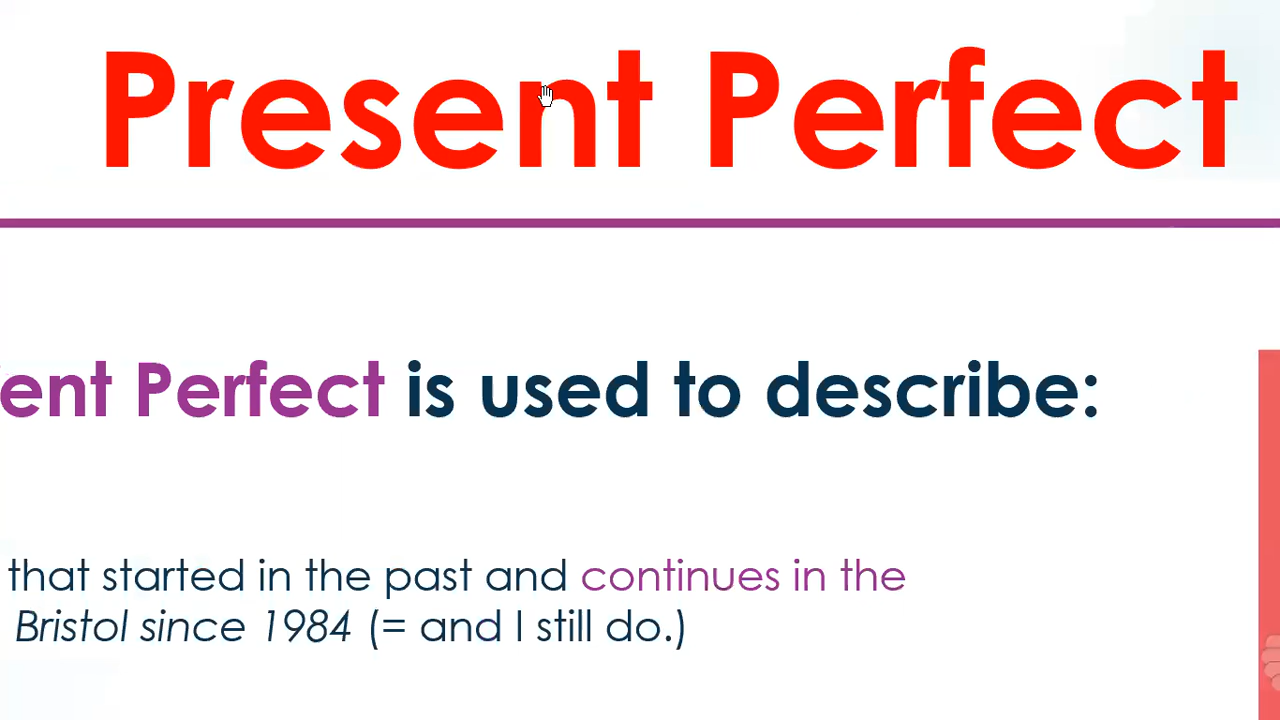 Present Perfect
ent Perfect is used to describe:
that started in the past and continues in the
Bristol since 1984 (= and I still do.)